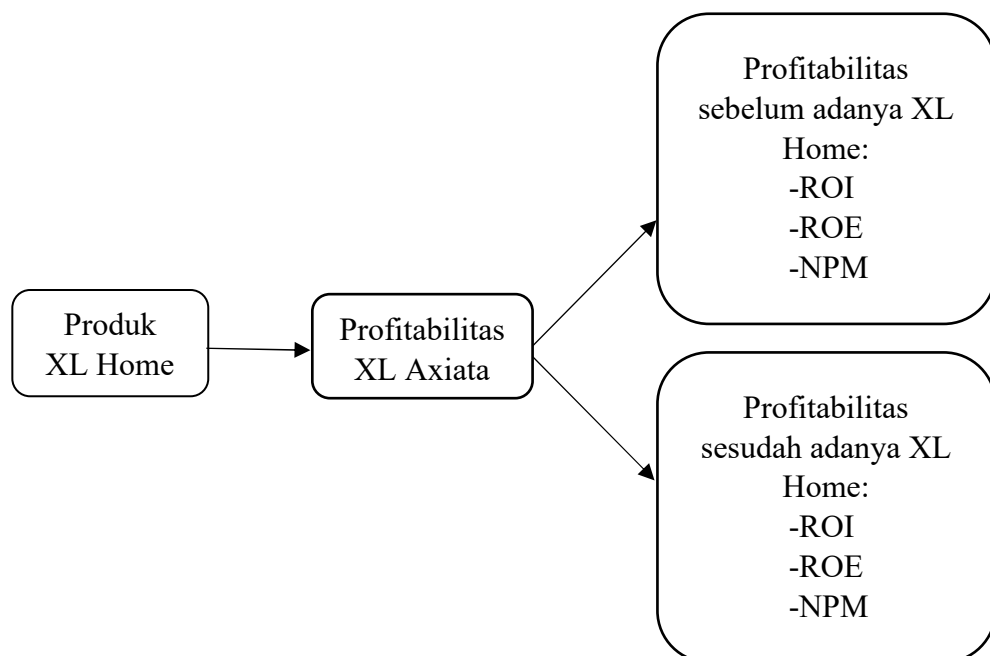 Produk
XL Home
Profitabilitas
XL Axiata
Profitabilitas
sebelum adanya XL
Home:
-ROI
-ROE
-NPM
Profitabilitas
sesudah adanya XL
Home:
-ROI
-ROE
-NPM